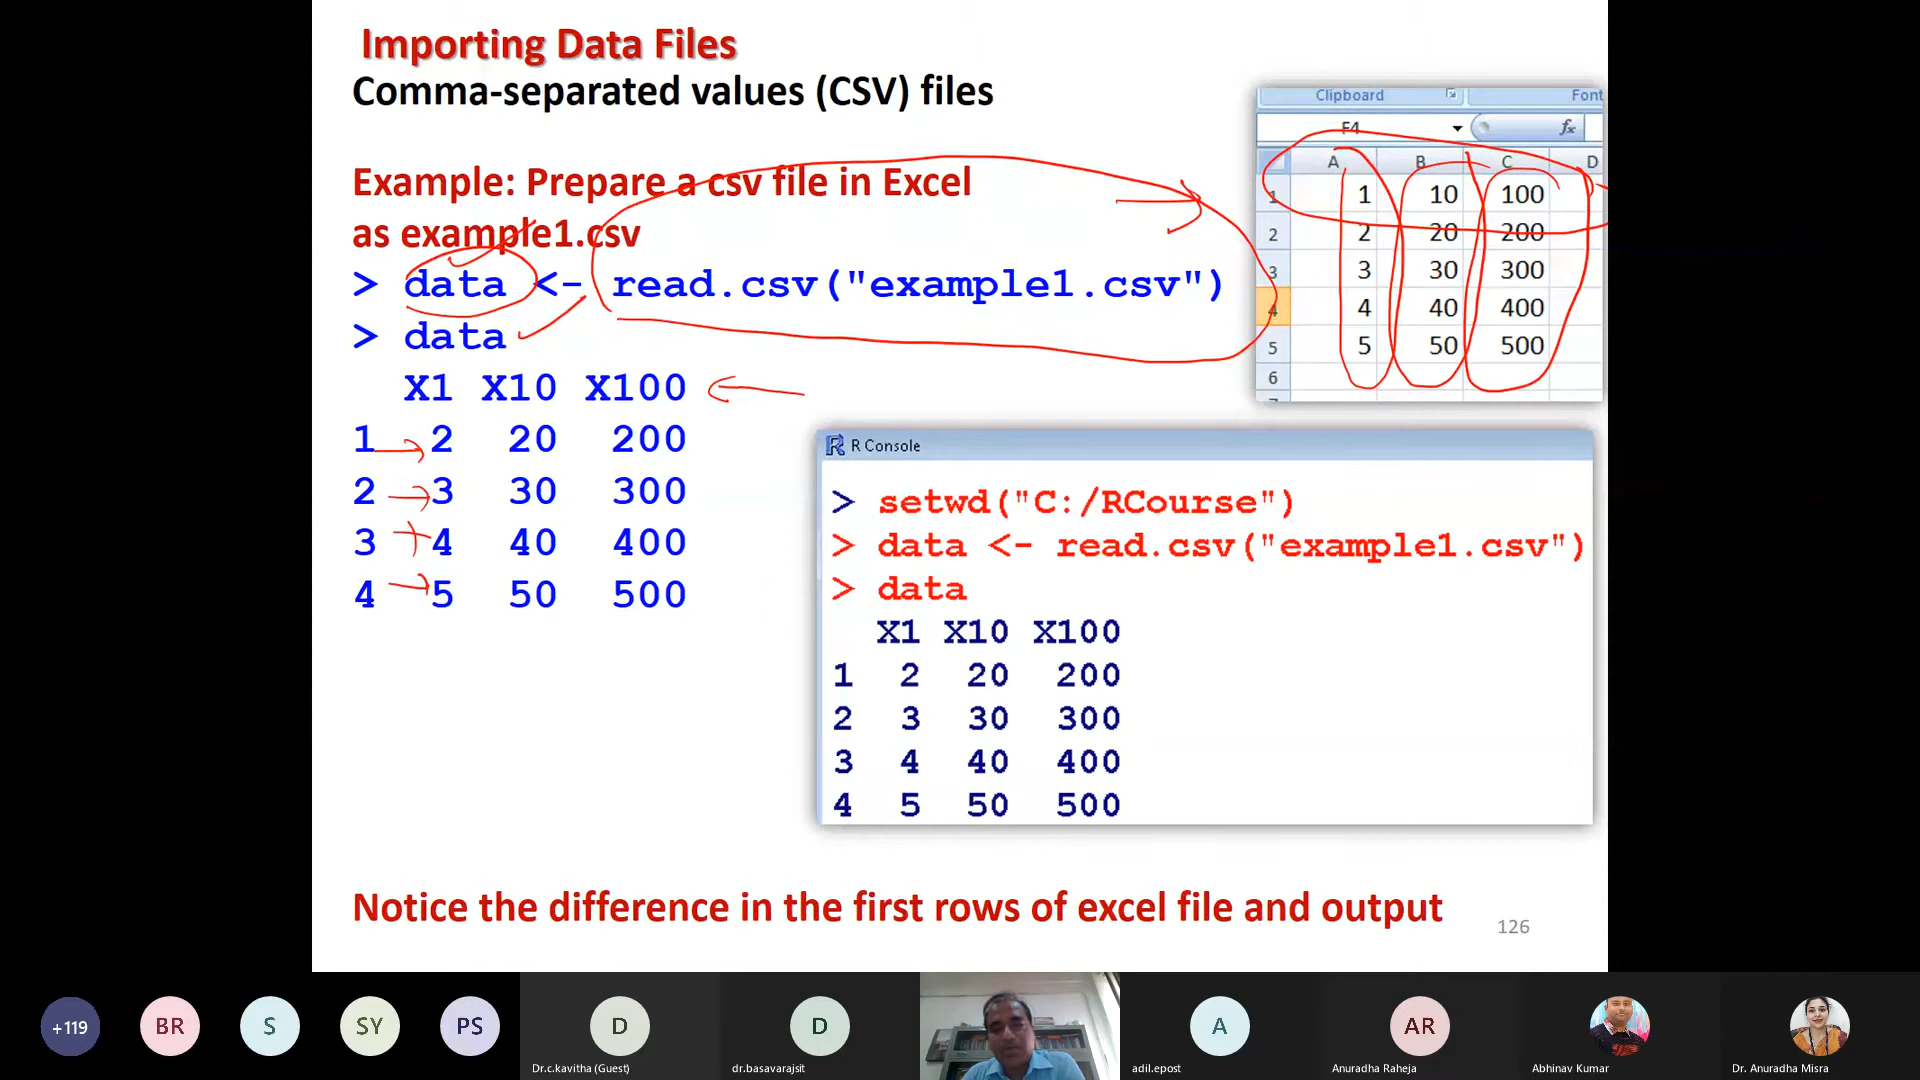 Importing Data Files
Comma-separated values (CSV) files
Example: Prepare a csv file in Excel
as example1.csv
> data <- read.csv("example1.csv")
> data
X1 X10 X100
1 2 20 200
2 3 30 300
3 4 40 400
4 5 50 500
Clipboard Font
F4 fx
A B C D
1 1 10 100
2 2 20 200
3 3 30 300
4 4 40 400
5 5 50 500
6
R Console
> setwd("C:/RCourse")
> data <- read.csv("example1.csv")
> data
X1 X10 X100
1 2 20 200
2 3 30 300
3 4 40 400
4 5 50 500
Notice the difference in the first rows of excel file and output
126
+119 BR S SY PS D D A AR
Dr.c.kavitha (Guest) dr.basavarajsit adil.epost Anuradha Raheja Abhinav Kumar Dr. Anuradha Misra